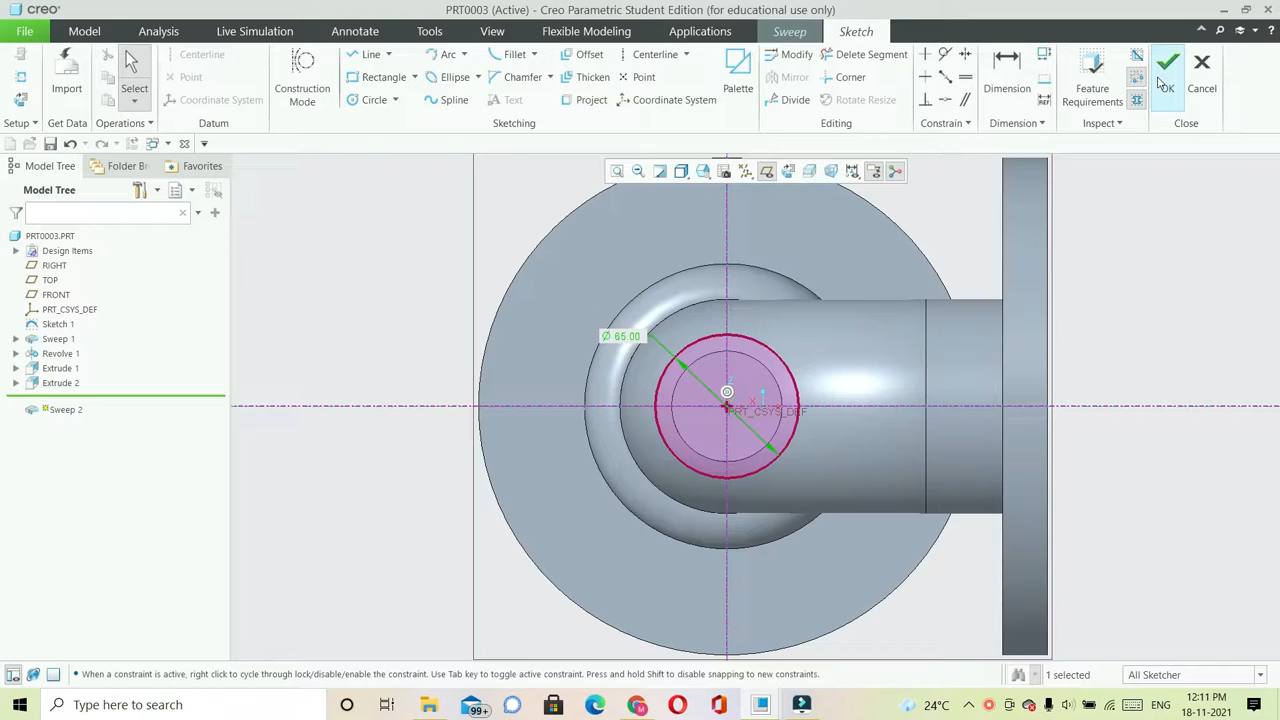 creo
PRT0003 (Active) - Creo Parametric Student Edition (for educational use only)
File Model Analysis Live Simulation Annotate Tools View Flexible Modeling Applications Sweep Sketch
Import Select Centerline Point Coordinate System Construction Mode
Line Arc Fillet Offset Centerline
Rectangle Ellipse Chamfer Thicken Point
Circle Spline Text Project Coordinate System
Palette
Modify Delete Segment
Mirror Corner
Divide Rotate Resize
Dimension
Feature Requirements
OK Cancel
Setup Get Data Operations Datum Sketching Editing Constrain Dimension Inspect Close
Model Tree Folder Br Favorites
Model Tree
PRT0003.PRT
Design Items
RIGHT
TOP
FRONT
PRT_CSYS_DEF
Sketch 1
Sweep 1
Revolve 1
Extrude 1
Extrude 2
Sweep 2
Ø 65.00
Z
X
PRT_CSYS_DEF
• When a constraint is active, right click to cycle through lock/disable/enable the constraint. Use Tab key to toggle active constraint. Press and hold Shift to disable snapping to new constraints.
1 selected
All Sketcher
Type here to search
99+
24°C
ENG
12:11 PM
18-11-2021